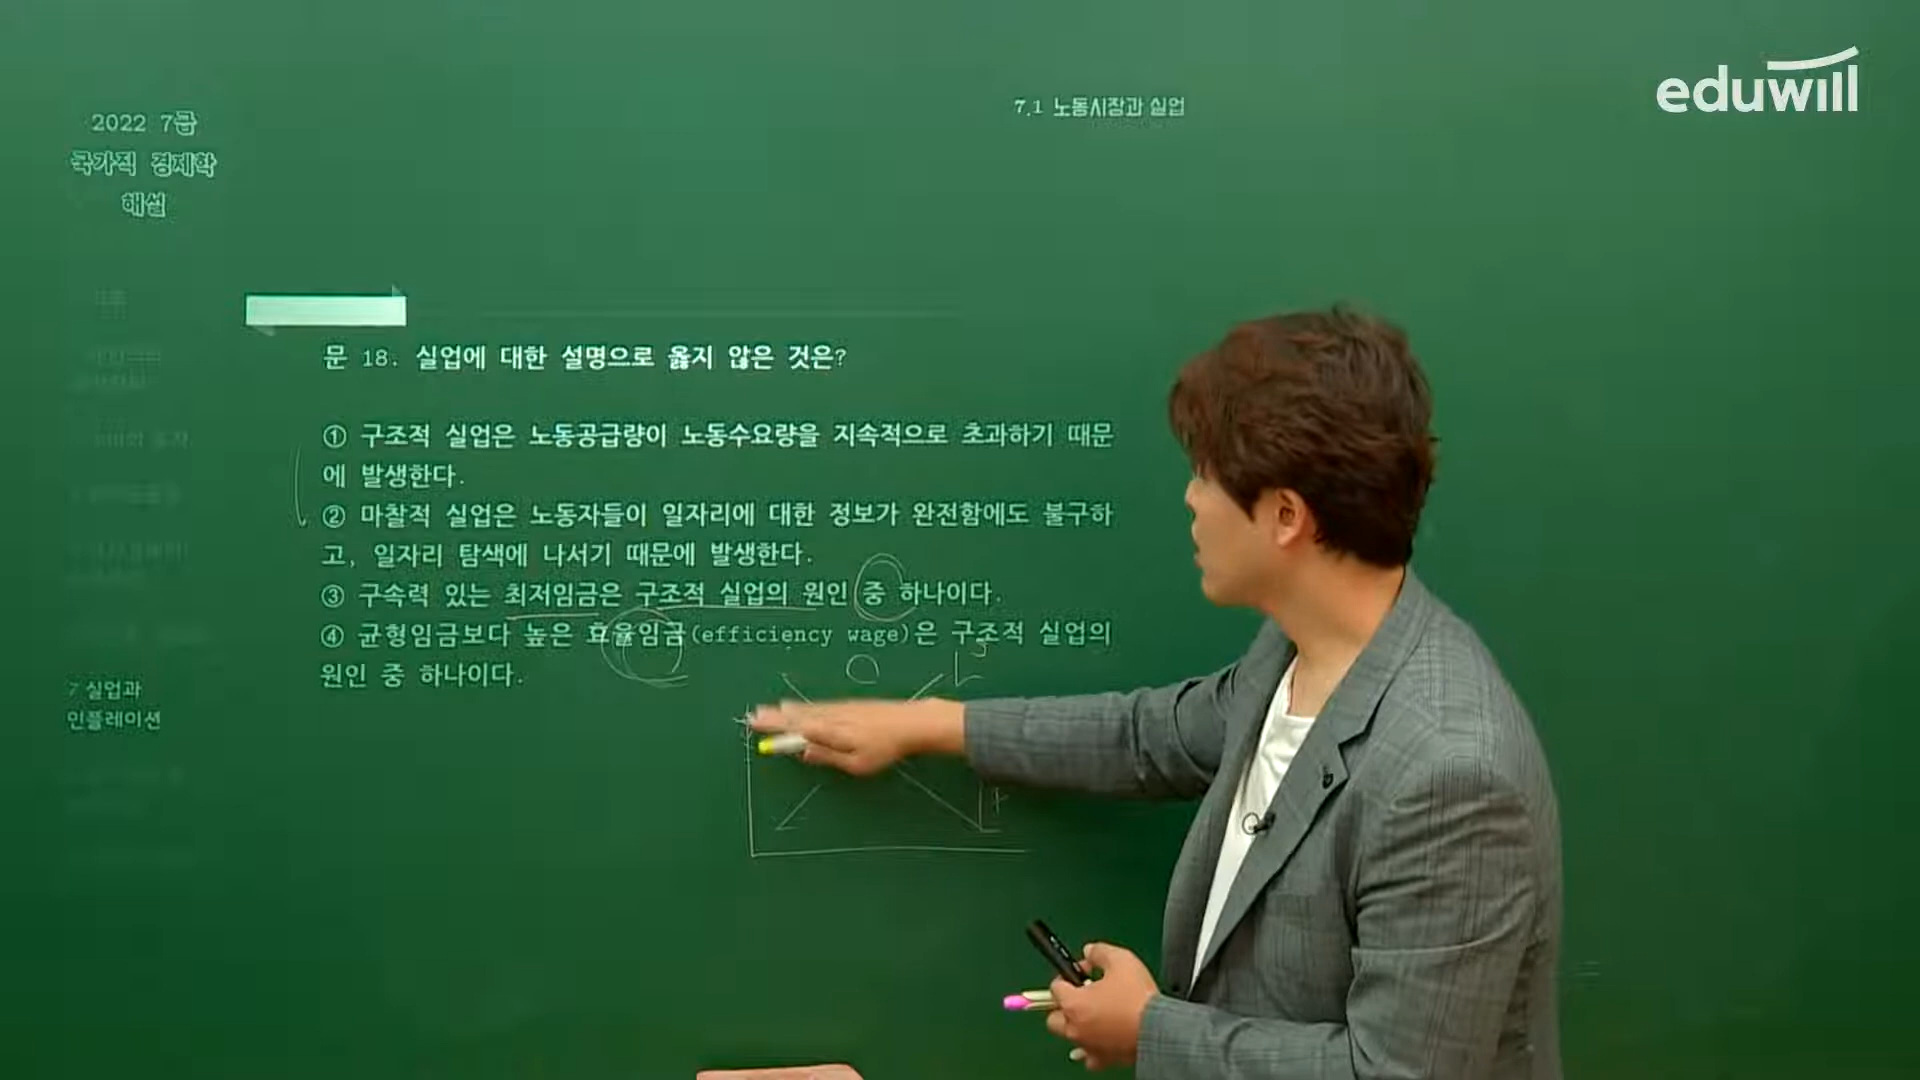 eduwill
7.1 노동시장과 실업
2022 7급
국가직 경제학
해설
문 18. 실업에 대한 설명으로 옳지 않은 것은?
① 구조적 실업은 노동공급량이 노동수요량을 지속적으로 초과하기 때문
에 발생한다.
② 마찰적 실업은 노동자들이 일자리에 대한 정보가 완전함에도 불구하
고, 일자리 탐색에 나서기 때문에 발생한다.
③ 구속력 있는 최저임금은 구조적 실업의 원인 중 하나이다.
④ 균형임금보다 높은 효율임금(efficiency wage)은 구조적 실업의
원인 중 하나이다.
L S
7 실업과
인플레이션